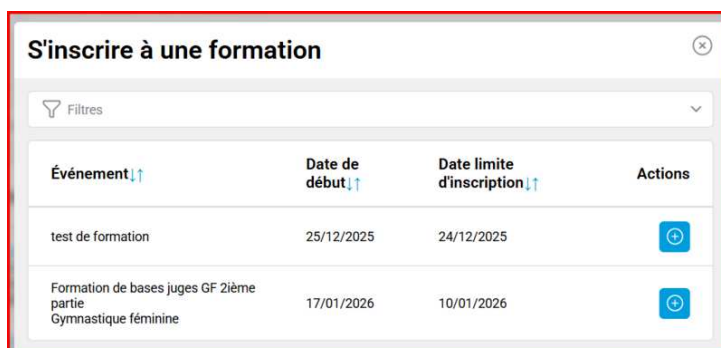 S'inscrire à une formation
Filtres
Événement↓↑
Date de
début↓↑
Date limite
d'inscription↓↑
Actions
test de formation
25/12/2025
24/12/2025
Formation de bases juges GF 2ième
partie
Gymnastique féminine
17/01/2026
10/01/2026